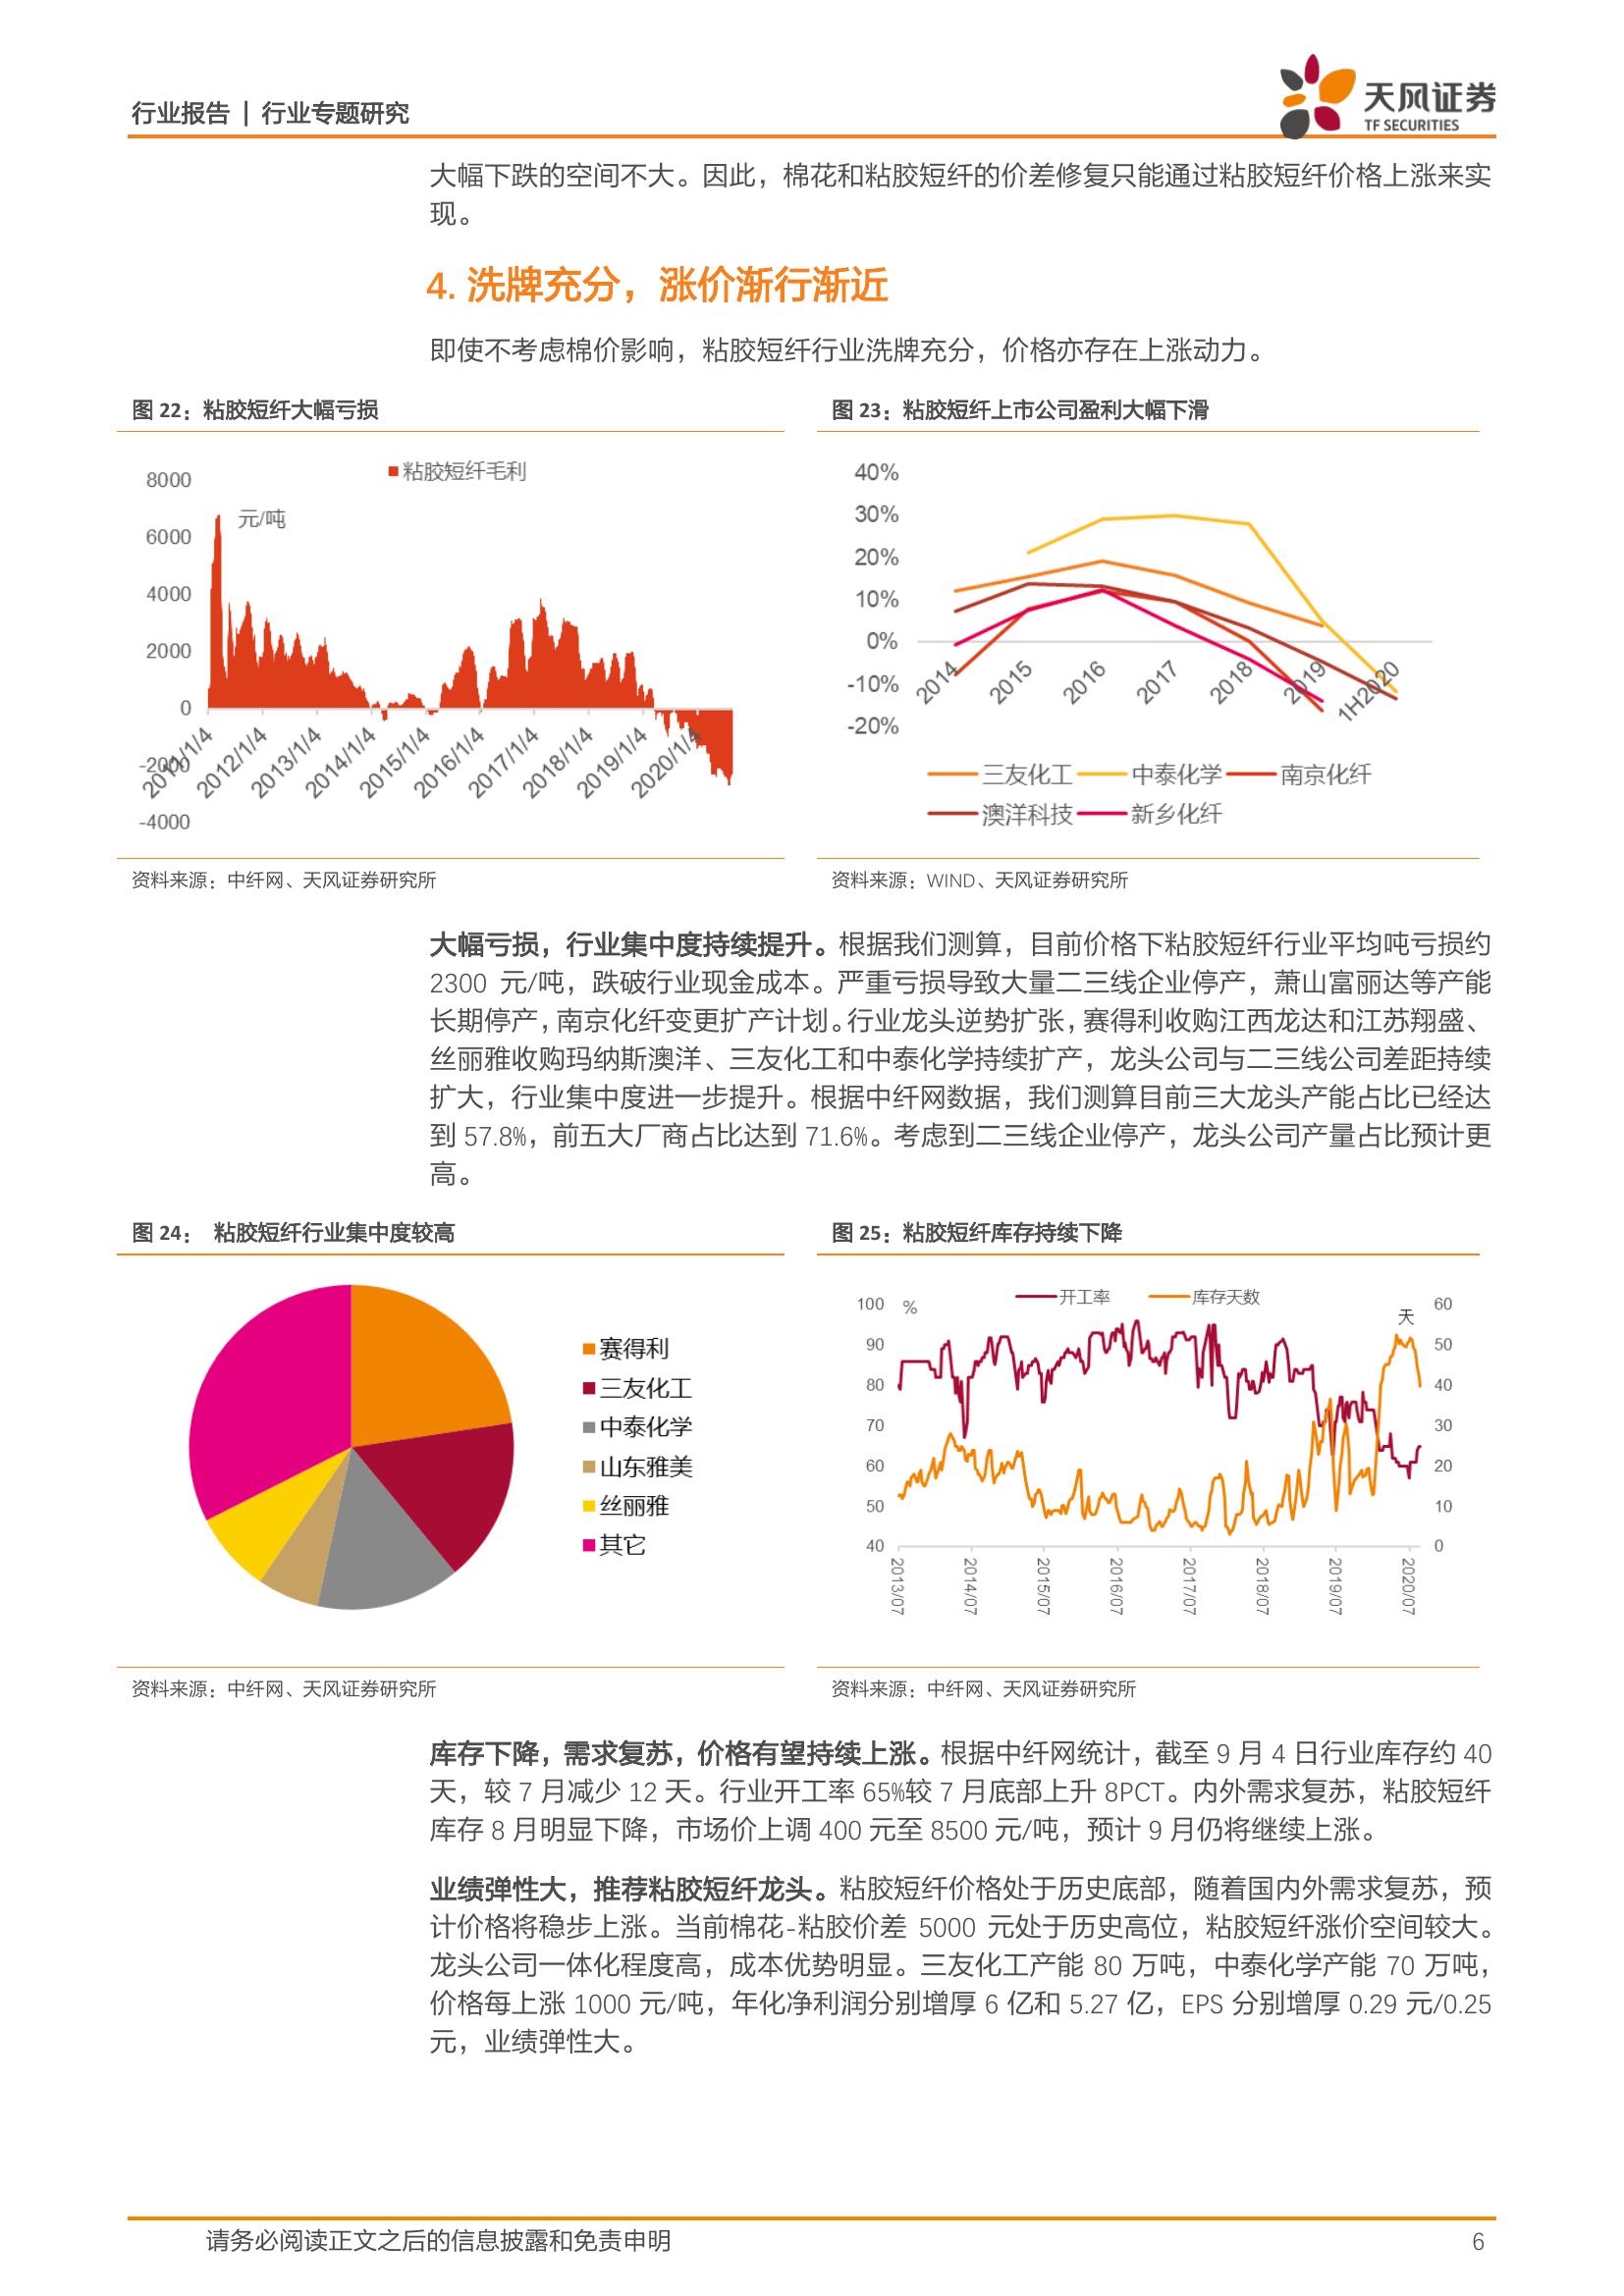 行业报告 | 行业专题研究
天风证券
TF SECURITIES
大幅下跌的空间不大。因此，棉花和粘胶短纤的价差修复只能通过粘胶短纤价格上涨来实
现。
4. 洗牌充分，涨价渐行渐近
即使不考虑棉价影响，粘胶短纤行业洗牌充分，价格亦存在上涨动力。
图 22：粘胶短纤大幅亏损
粘胶短纤毛利
元/吨
8000
6000
4000
2000
0
-2000
-4000
2011/1/4
2012/1/4
2013/1/4
2014/1/4
2015/1/4
2016/1/4
2017/1/4
2018/1/4
2019/1/4
2020/1/4
资料来源：中纤网、天风证券研究所
图 23：粘胶短纤上市公司盈利大幅下滑
40%
30%
20%
10%
0%
-10%
-20%
2014
2015
2016
2017
2018
2019
1H2020
三友化工
中泰化学
南京化纤
澳洋科技
新乡化纤
资料来源：WIND、天风证券研究所
大幅亏损，行业集中度持续提升。根据我们测算，目前价格下粘胶短纤行业平均吨亏损约
2300 元/吨，跌破行业现金成本。严重亏损导致大量二三线企业停产，萧山富丽达等产能
长期停产，南京化纤变更扩产计划。行业龙头逆势扩张，赛得利收购江西龙达和江苏翔盛、
丝丽雅收购玛纳斯澳洋、三友化工和中泰化学持续扩产，龙头公司与二三线公司差距持续
扩大，行业集中度进一步提升。根据中纤网数据，我们测算目前三大龙头产能占比已经达
到 57.8%，前五大厂商占比达到 71.6%。考虑到二三线企业停产，龙头公司产量占比预计更
高。
图 24： 粘胶短纤行业集中度较高
赛得利
三友化工
中泰化学
山东雅美
丝丽雅
其它
资料来源：中纤网、天风证券研究所
图 25：粘胶短纤库存持续下降
开工率
库存天数
%
天
100
90
80
70
60
50
40
60
50
40
30
20
10
0
2013/07
2014/07
2015/07
2016/07
2017/07
2018/07
2019/07
2020/07
资料来源：中纤网、天风证券研究所
库存下降，需求复苏，价格有望持续上涨。根据中纤网统计，截至 9 月 4 日行业库存约 40
天，较 7 月减少 12 天。行业开工率 65%较 7 月底部上升 8PCT。内外需求复苏，粘胶短纤
库存 8 月明显下降，市场价上调 400 元至 8500 元/吨，预计 9 月仍将继续上涨。
业绩弹性大，推荐粘胶短纤龙头。粘胶短纤价格处于历史底部，随着国内外需求复苏，预
计价格将稳步上涨。当前棉花-粘胶价差 5000 元处于历史高位，粘胶短纤涨价空间较大。
龙头公司一体化程度高，成本优势明显。三友化工产能 80 万吨，中泰化学产能 70 万吨，
价格每上涨 1000 元/吨，年化净利润分别增厚 6 亿和 5.27 亿，EPS 分别增厚 0.29 元/0.25
元，业绩弹性大。
请务必阅读正文之后的信息披露和免责申明
6